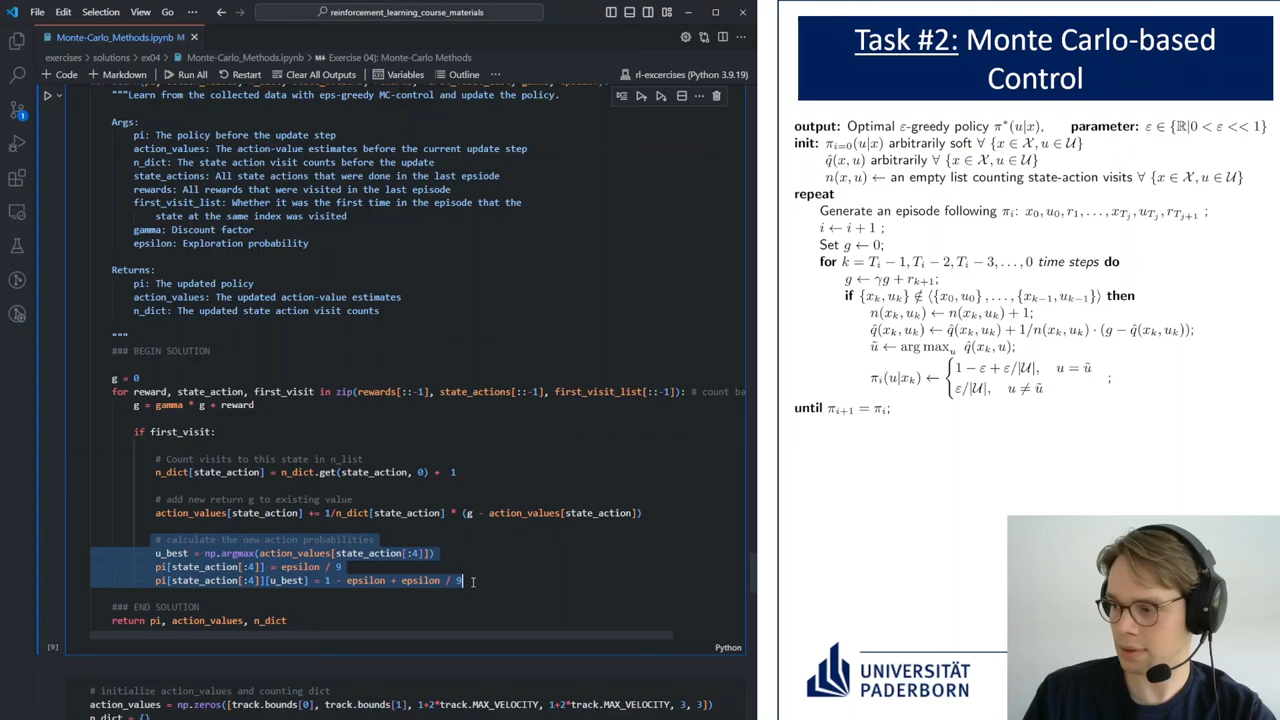 File Edit Selection View Go ··· reinforcement_learning_course_materials
Monte-Carlo_Methods.ipynb
exercises > solutions > ex04 > Monte-Carlo_Methods.ipynb > Exercise 04): Monte-Carlo Methods
+ Code + Markdown Run All Restart Clear All Outputs Variables Outline ··· rl-excercises (Python 3.9.19)
"""Learn from the collected data with eps-greedy MC-control and update the policy.
Args:
pi: The policy before the update step
action_values: The action-value estimates before the current update step
n_dict: The state action visit counts before the update
state_actions: All state actions that were done in the last epsiode
rewards: All rewards that were visited in the last episode
first_visit_list: Whether it was the first time in the episode that the
state at the same index was visited
gamma: Discount factor
epsilon: Exploration probability
Returns:
pi: The updated policy
action_values: The updated action-value estimates
n_dict: The updated state action visit counts
"""
### BEGIN SOLUTION
g = 0
for reward, state_action, first_visit in zip(rewards[::-1], state_actions[::-1], first_visit_list[::-1]): # count ba
g = gamma * g + reward
if first_visit:
# Count visits to this state in n_list
n_dict[state_action] = n_dict.get(state_action, 0) + 1
# add new return g to existing value
action_values[state_action] += 1/n_dict[state_action] * (g - action_values[state_action])
# calculate the new action probabilities
u_best = np.argmax(action_values[state_action[:4]])
pi[state_action[:4]] = epsilon / 9
pi[state_action[:4]][u_best] = 1 - epsilon + epsilon / 9
### END SOLUTION
return pi, action_values, n_dict
[9] Python
# initialize action_values and counting dict
action_values = np.zeros([track.bounds[0], track.bounds[1], 1+2*track.MAX_VELOCITY, 1+2*track.MAX_VELOCITY, 3, 3])
n_dict = {}
Task #2: Monte Carlo-based
Control
output: Optimal ε-greedy policy π*(u|x), parameter: ε ∈ {ℝ|0 < ε << 1}
init: π_{i=0}(u|x) arbitrarily soft ∀ {x ∈ 𝒳, u ∈ 𝒰}
q̂(x, u) arbitrarily ∀ {x ∈ 𝒳, u ∈ 𝒰}
n(x, u) ← an empty list counting state-action visits ∀ {x ∈ 𝒳, u ∈ 𝒰}
repeat
Generate an episode following π_i: x_0, u_0, r_1, . . . , x_{T_j}, u_{T_j}, r_{T_j+1} ;
i ← i + 1 ;
Set g ← 0;
for k = T_i − 1, T_i − 2, T_i − 3, . . . , 0 time steps do
g ← γg + r_{k+1};
if {x_k, u_k} ∉ ⟨{x_0, u_0} , . . . , {x_{k−1}, u_{k−1}}⟩ then
n(x_k, u_k) ← n(x_k, u_k) + 1;
q̂(x_k, u_k) ← q̂(x_k, u_k) + 1/n(x_k, u_k) · (g − q̂(x_k, u_k));
ũ ← arg max_u q̂(x_k, u);
1 − ε + ε/|𝒰|, u = ũ
π_i(u|x_k) ← { ;
ε/|𝒰|, u ≠ ũ
until π_{i+1} = π_i;
UNIVERSITÄT
PADERBORN